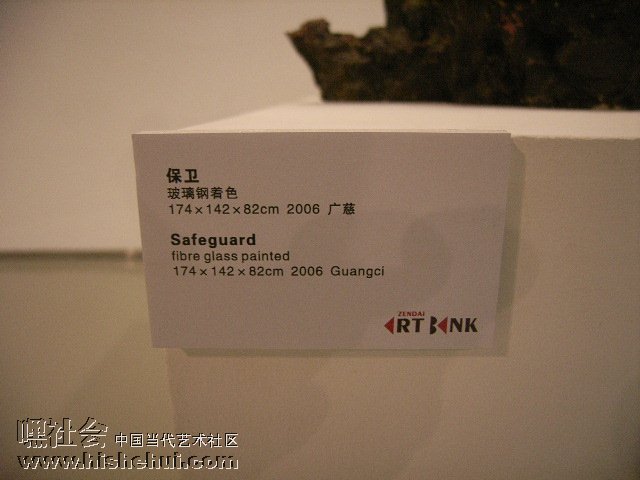 保卫
玻璃钢着色
174×142×82cm 2006 广慈
Safeguard
fibre glass painted
174×142×82cm 2006 Guangci
ZENDAI
ART BANK
嘿社会 中国当代艺术社区
www.hishehui.com